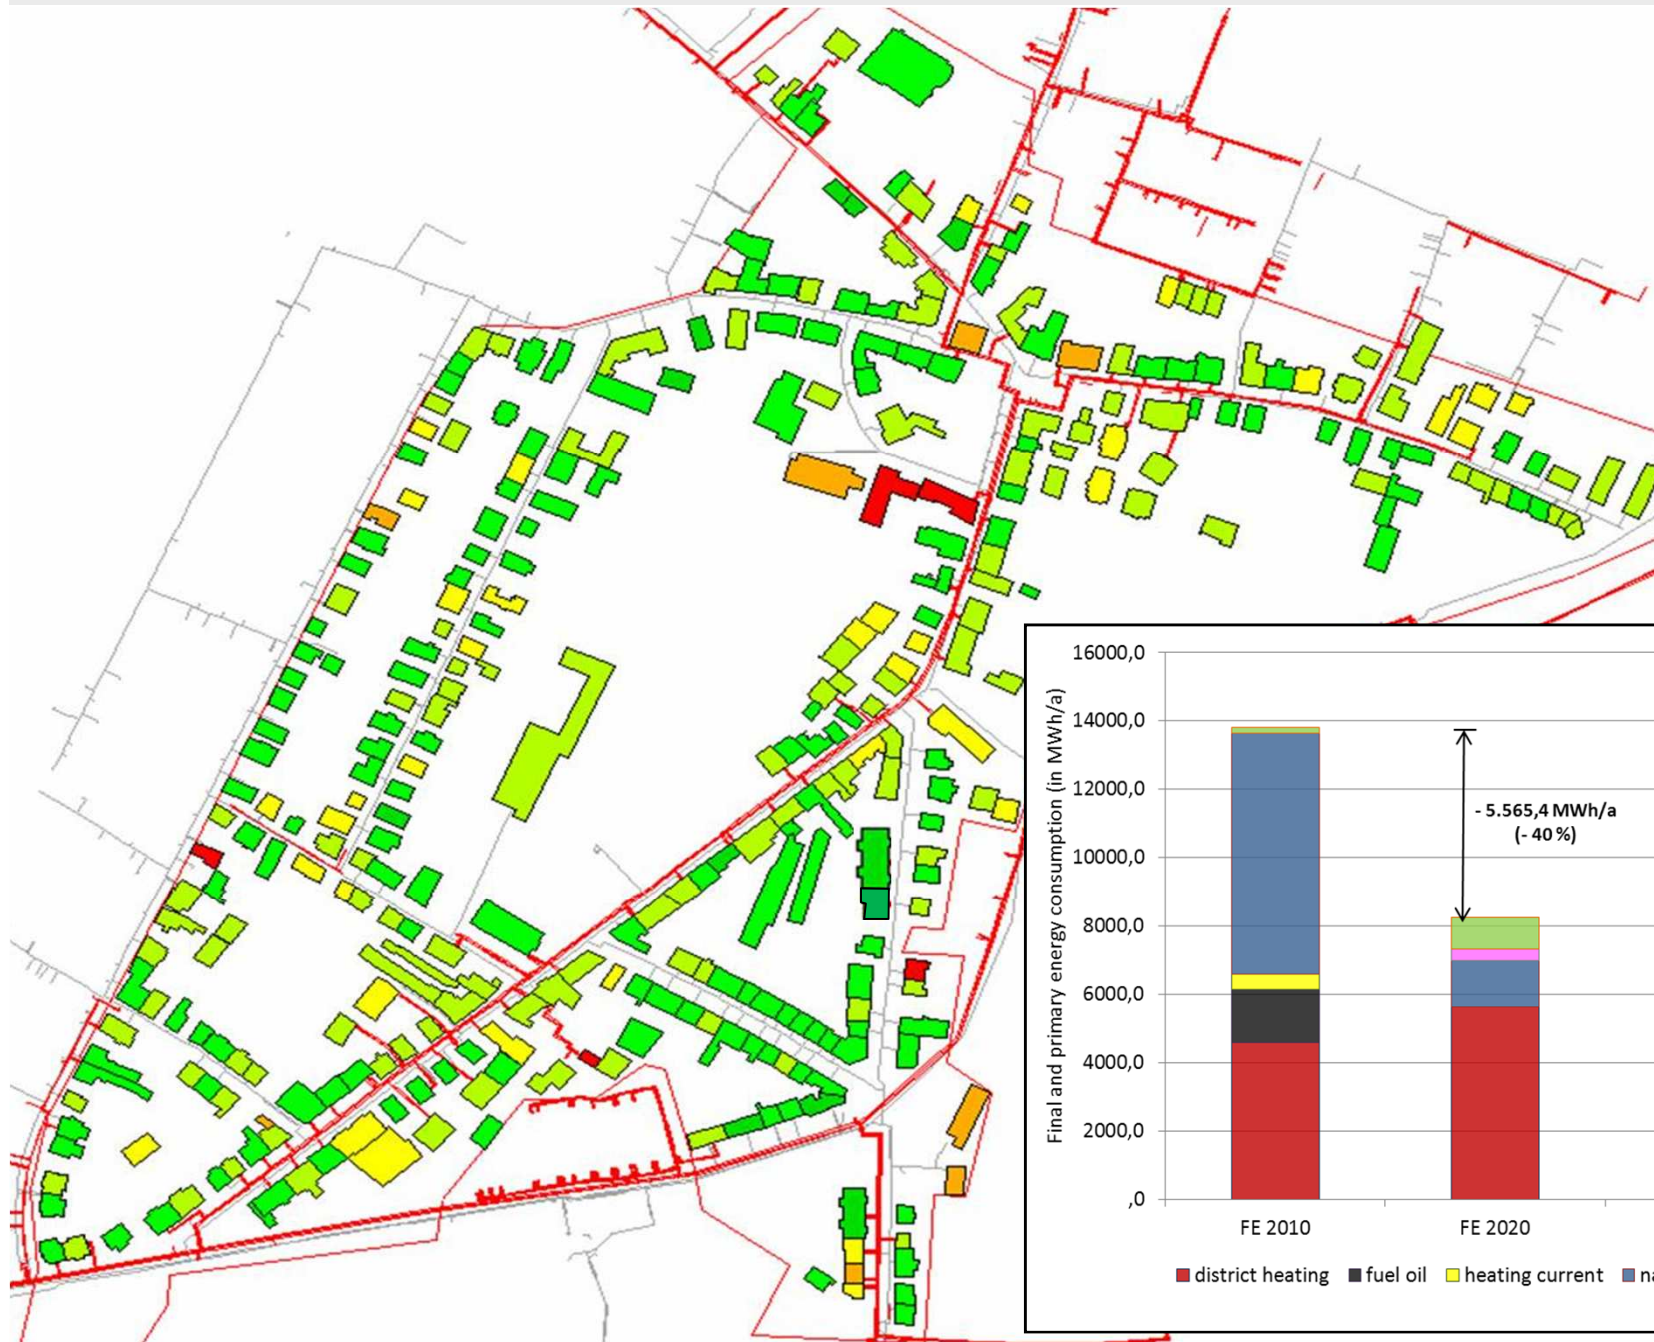 Final and primary energy consumption (in MWh/a)
16000,0
14000,0
12000,0
10000,0
8000,0
6000,0
4000,0
2000,0
,0
- 5.565,4 MWh/a
(- 40 %)
FE 2010
FE 2020
district heating
fuel oil
heating current
na